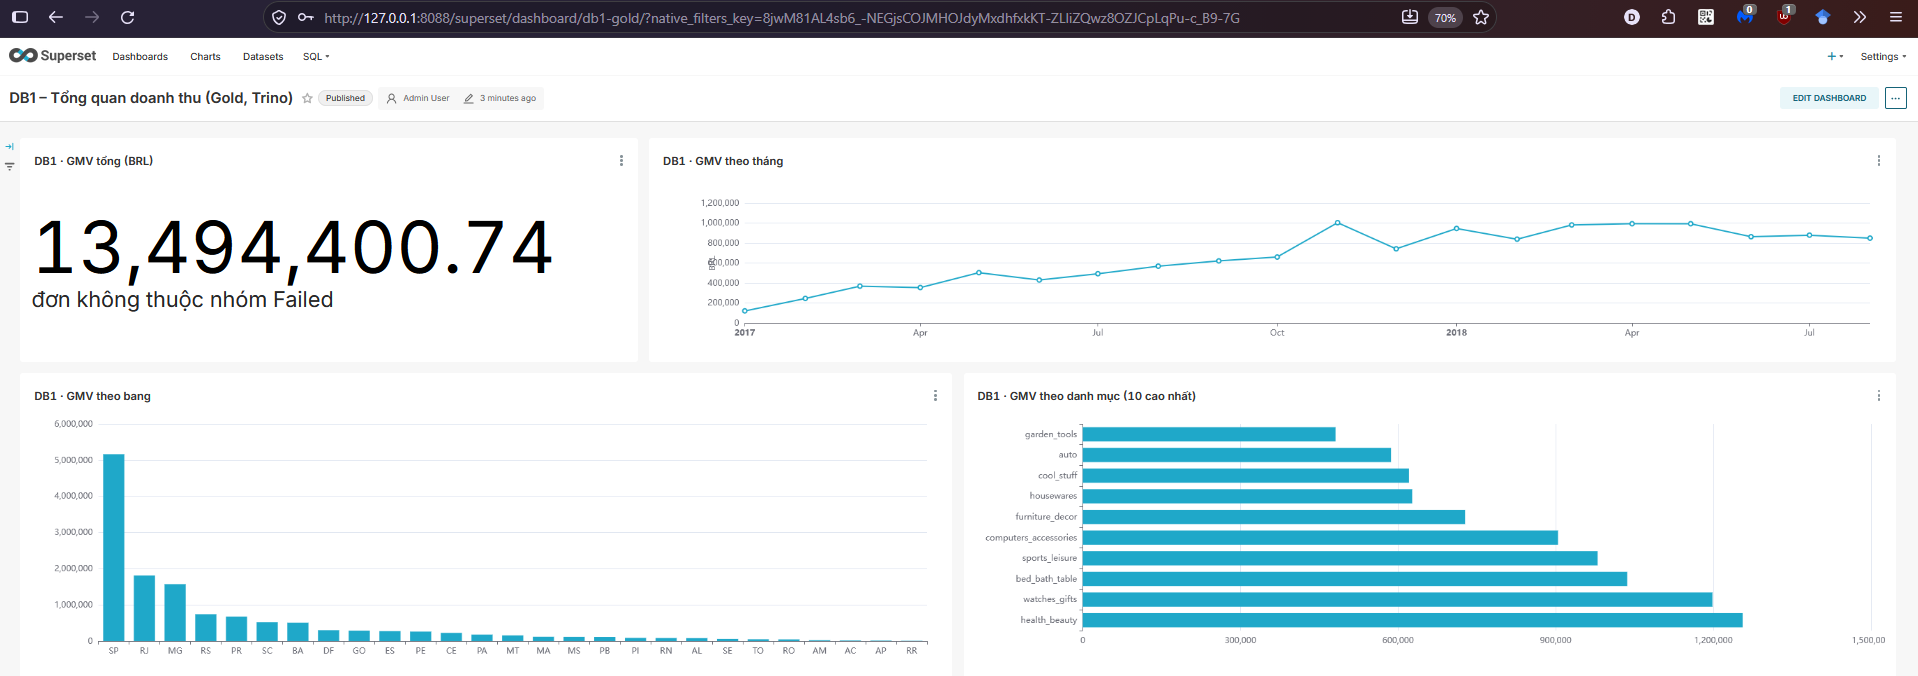 http://127.0.0.1:8088/superset/dashboard/db1-gold/?native_filters_key=8jwM81AL4sb6_-NEGjsCOJMHOJdyMxdhfxkKT-ZLIiZQwz8OZJCpLqPu-c_B9-7G
70%
D
0
1
Superset
Dashboards
Charts
Datasets
SQL
+
Settings
DB1 – Tổng quan doanh thu (Gold, Trino)
Published
Admin User
3 minutes ago
EDIT DASHBOARD
...
DB1 · GMV tổng (BRL)
13,494,400.74
đơn không thuộc nhóm Failed
DB1 · GMV theo tháng
1,200,000
1,000,000
800,000
600,000
400,000
200,000
0
BRL
2017 Apr Jul Oct 2018 Apr Jul
DB1 · GMV theo bang
6,000,000
5,000,000
4,000,000
3,000,000
2,000,000
1,000,000
0
SP RJ MG RS PR SC BA DF GO ES PE CE PA MT MA MS PB PI RN AL SE TO RO AM AC AP RR
DB1 · GMV theo danh mục (10 cao nhất)
garden_tools
auto
cool_stuff
housewares
furniture_decor
computers_accessories
sports_leisure
bed_bath_table
watches_gifts
health_beauty
0 300,000 600,000 900,000 1,200,000 1,500,00